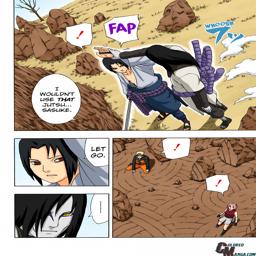 !
FAP
WHOOSH
!
I
WOULDN'T
USE THAT
JUTSU...
SASUKE.
LET
GO.
!
!
COLORED
MANGA.COM